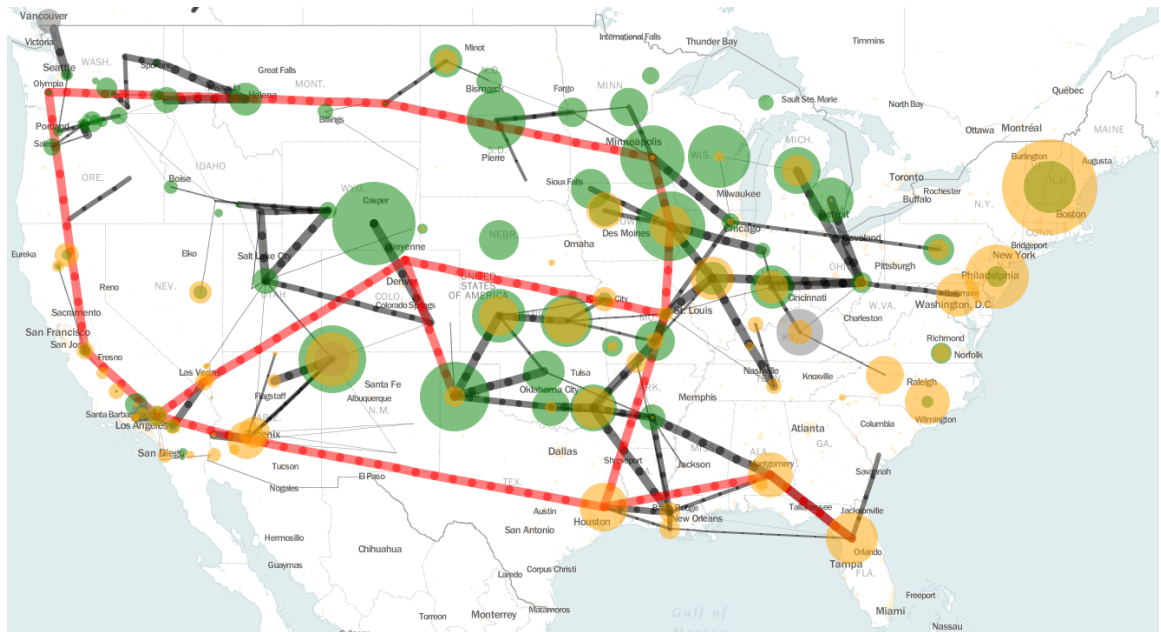 Vancouver
Victoria
Seattle
WASH.
Olympia
Great Falls
MONT.
Helena
Portland
Salem
Billings
Minot
N.D.
Bismarck
Fargo
MINN
International Falls
Thunder Bay
Timmins
Sault Ste. Marie
North Bay
Ottawa
Montréal
Québec
MAINE
Burlington
Augusta
N.H.
Boston
Minneapolis
S.D.
Pierre
WIS.
MICH.
Toronto
Rochester
Buffalo
N.Y.
CONN
Bridgeport
New York
IDAHO
ORE.
Boise
WYO.
Casper
Sioux Falls
Milwaukee
Detroit
Chicago
Cleveland
Des Moines
Omaha
NEBR.
Cheyenne
Eureka
Elko
Salt Lake City
UTAH
Reno
NEV.
Denver
COLO.
Colorado Springs
UNITED
STATES
OF AMERICA
City
MO.
St. Louis
Cincinnati
OHIO
Pittsburgh
Philadelphia
Baltimore
Washington, D.C.
W.VA.
Charleston
KY.
Richmond
Norfolk
Sacramento
San Francisco
San Jos
Fresno
Las Vegas
Flagstaff
Santa Fe
Albuquerque
N.M.
Tulsa
Oklahoma City
ARK.
Nashville
TENN
Knoxville
Raleigh
Wilmington
Memphis
Columbia
Atlanta
GA.
Santa Barbar
Los Angeles
San Diego
ARIZ.
Phoenix
Tucson
Nogales
El Paso
TEX.
Dallas
Shreveport
Jackson
MISS
ALA.
Montgomery
Savannah
Tallahassee
Jacksonville
Austin
Houston
San Antonio
New Orleans
Orlando
Tampa
FLA.
Miami
Freeport
Nassau
Hermosillo
Chihuahua
Guaymas
Laredo
Corpus Christi
Torreon
Monterrey
Matamoros
Gulf of